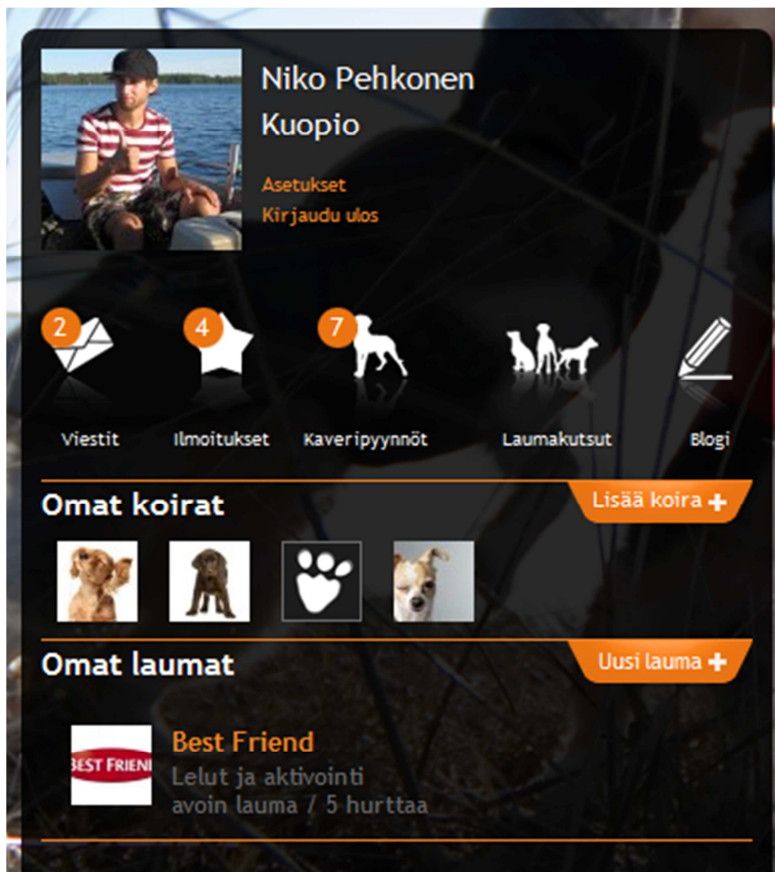 Niko Pehkonen
Kuopio
Asetukset
Kirjaudu ulos
2
4
7
Viestit
Ilmoitukset
Kaveripyynnöt
Laumakutsut
Blogi
Omat koirat
Lisää koira +
Omat laumat
Uusi lauma +
BEST FRIEN
Best Friend
Lelut ja aktivointi
avoin lauma / 5 hurttaa